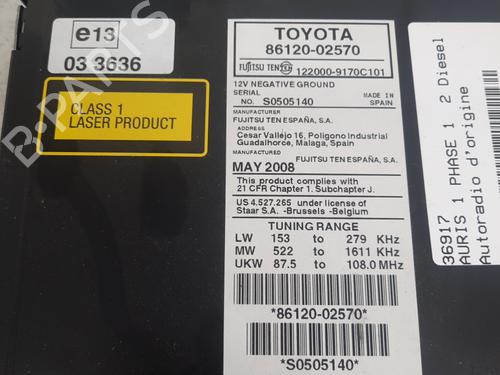 e13
03 3636
CLASS 1
LASER PRODUCT
TOYOTA
86120-02570
FUJITSU TEN 122000-9170C101
12V NEGATIVE GROUND
SERIAL
NO. S0505140
MADE IN
SPAIN
MANUFACTURER
FUJITSU TEN ESPAÑA, S.A.
ADDRESS
Cesar Vallejo 16, Poligono Industrial
Guadalhorce, Malaga, Spain
MANUFACTURED FUJITSU TEN ESPAÑA, S.A.
MAY 2008
This product complies with
21 CFR Chapter 1. Subchapter J.
US 4.527.265 under license of
Staar S.A. -Brussels -Belgium
TUNING RANGE
LW 153 to 279 KHz
MW 522 to 1611 KHz
UKW 87.5 to 108.0 MHz
*86120-02570*
*S0505140*
36917
AURIS 1 PHASE 1 2 Diesel
Autoradio d'origine
B-PARTS